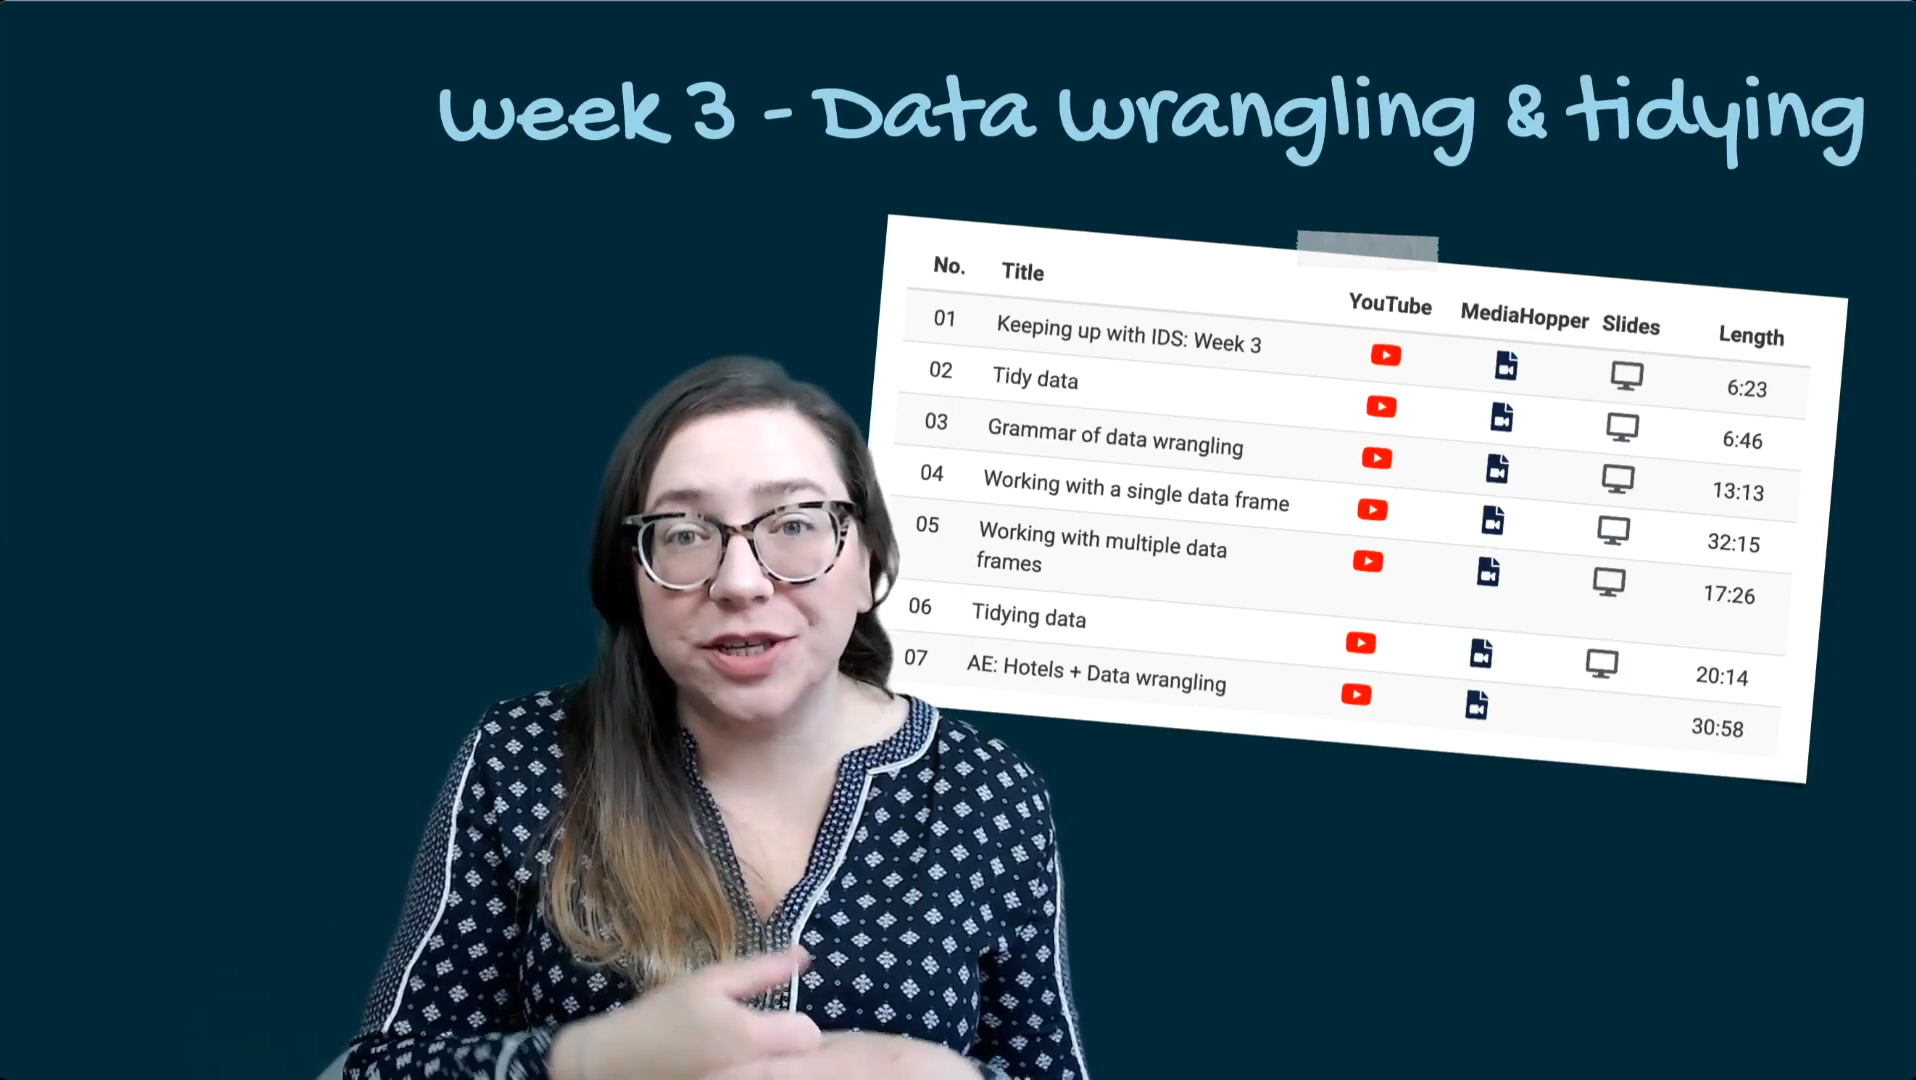 Week 3 - Data wrangling & tidying
No. Title YouTube MediaHopper Slides Length
01 Keeping up with IDS: Week 3 6:23
02 Tidy data 6:46
03 Grammar of data wrangling 13:13
04 Working with a single data frame 32:15
05 Working with multiple data 17:26
frames
06 Tidying data 20:14
07 AE: Hotels + Data wrangling 30:58